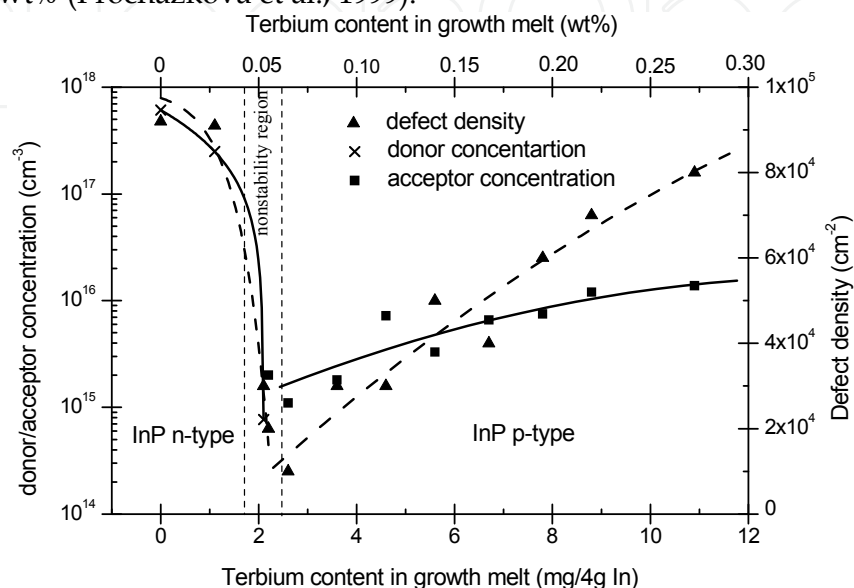 wt% (Prochazkova et al., 1999).
Terbium content in growth melt (wt%)
0 0.05 0.10 0.15 0.20 0.25 0.30
10^18
10^17
10^16
10^15
10^14
donor/acceptor concentration (cm^-3)
nonstability region
defect density
donor concentartion
acceptor concentration
InP n-type
InP p-type
1x10^5
8x10^4
6x10^4
4x10^4
2x10^4
0
Defect density (cm^-2)
0 2 4 6 8 10 12
Terbium content in growth melt (mg/4g In)